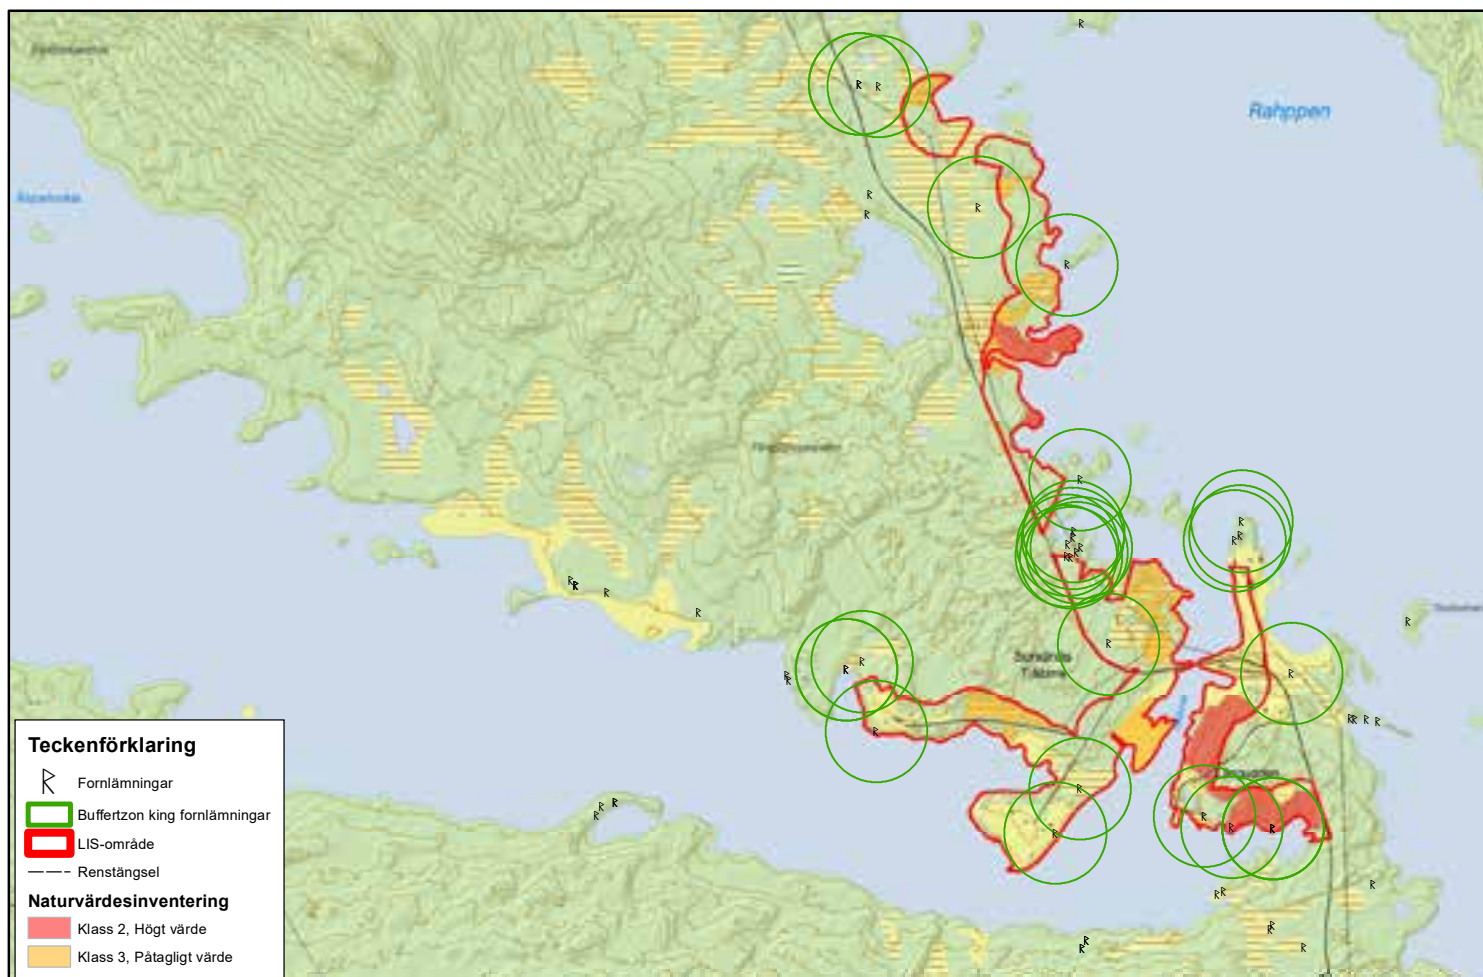 Rahppen
Teckenförklaring
Fornlämningar
Buffertzon king fornlämningar
LIS-område
Renstängsel
Naturvärdesinventering
Klass 2, Högt värde
Klass 3, Påtagligt värde